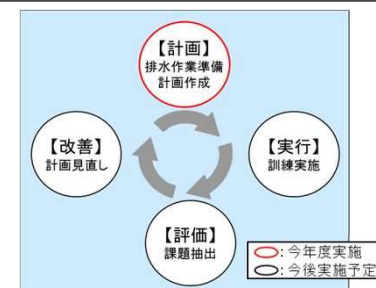 【計画】
排水作業準備
計画作成
【改善】
計画見直し
【実行】
訓練実施
【評価】
課題抽出
：今年度実施
：今後実施予定